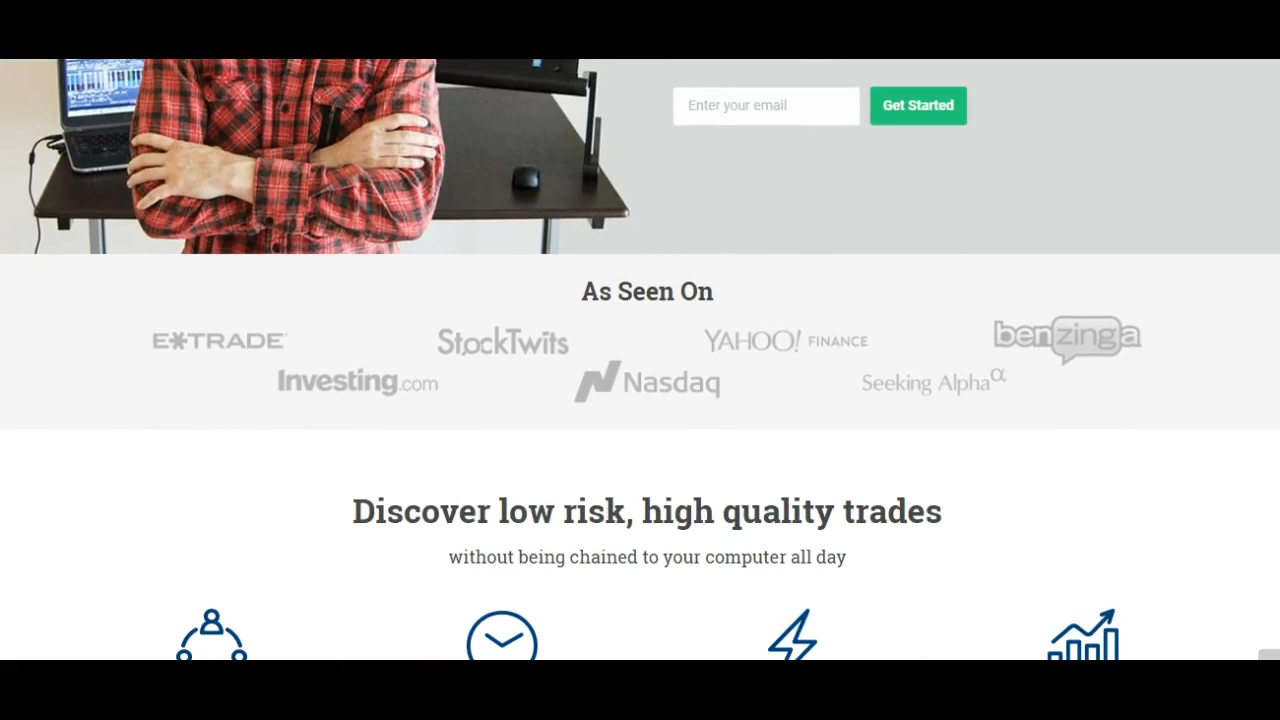 Enter your email
Get Started
As Seen On
E*TRADE
StockTwits
YAHOO! FINANCE
benzinga
Investing.com
Nasdaq
Seeking Alpha α
Discover low risk, high quality trades
without being chained to your computer all day